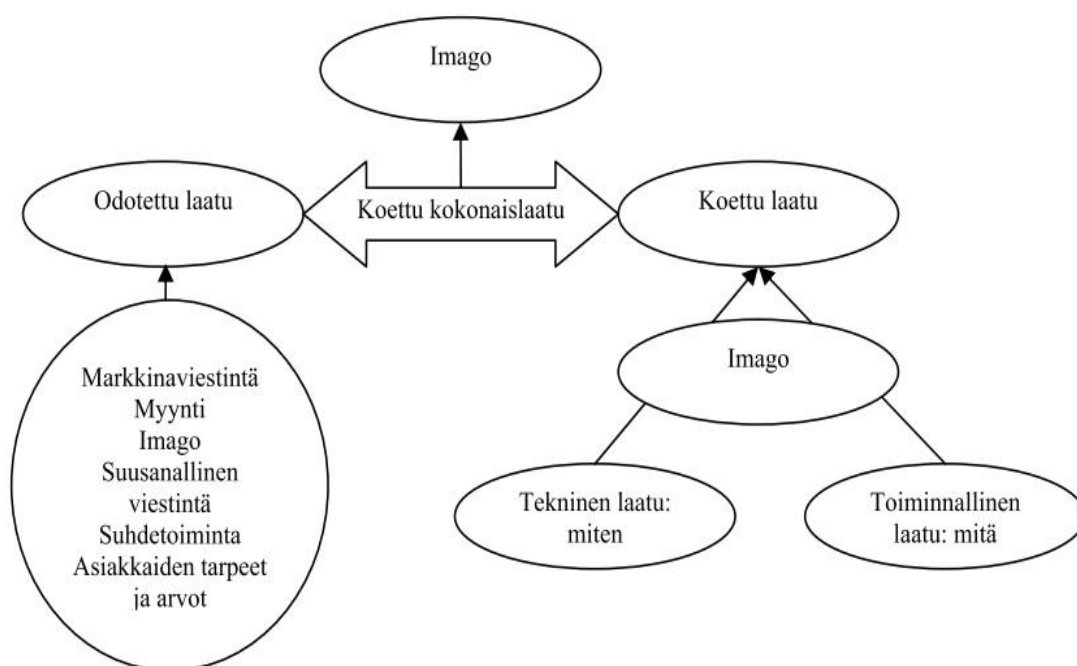 Imago
Odotettu laatu
Koettu kokonaislaatu
Koettu laatu
Markkinaviestintä
Myynti
Imago
Suusanallinen
viestintä
Suhdetoiminta
Asiakkaiden tarpeet
ja arvot
Imago
Tekninen laatu:
miten
Toiminnallinen
laatu: mitä